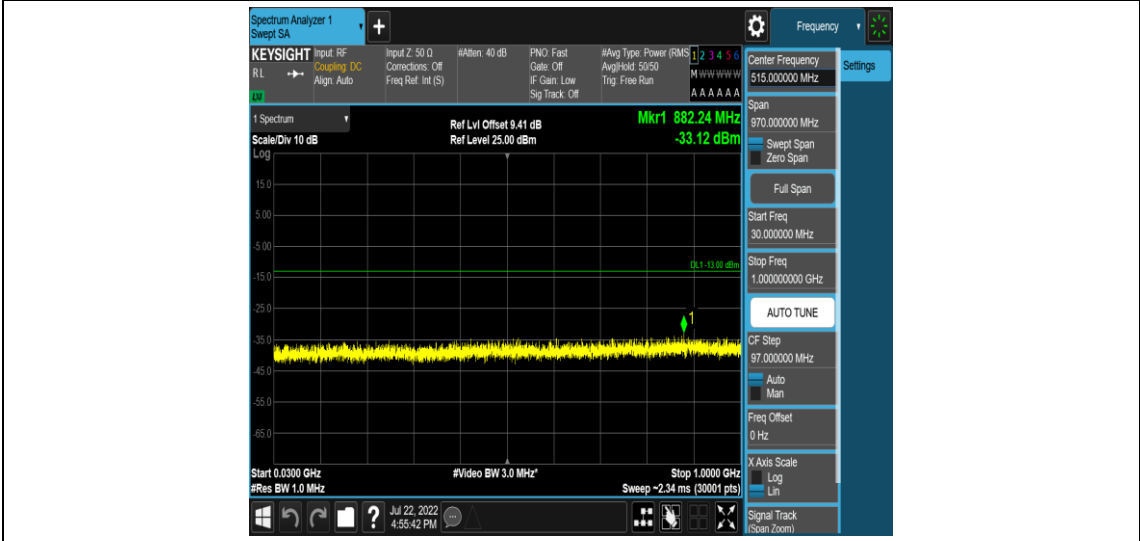 Spectrum Analyzer 1
Swept SA
+
Frequency
KEYSIGHT
RL
LXI
Input: RF
Coupling: DC
Align: Auto
Input Z: 50 Ω
Corrections: Off
Freq Ref: Int (S)
#Atten: 40 dB
PNO: Fast
Gate: Off
IF Gain: Low
Sig Track: Off
#Avg Type: Power (RMS
Avg|Hold: 50/50
Trig: Free Run
1 2 3 4 5 6
M W W W W W
A A A A A A
1 Spectrum
Scale/Div 10 dB
Log
Ref Lvl Offset 9.41 dB
Ref Level 25.00 dBm
Mkr1 882.24 MHz
-33.12 dBm
15.0
5.00
-5.00
-15.0
-25.0
-35.0
-45.0
-55.0
-65.0
DL1 -13.00 dBm
1
Start 0.0300 GHz
#Res BW 1.0 MHz
#Video BW 3.0 MHz*
Stop 1.0000 GHz
Sweep ~2.34 ms (30001 pts)
?
Jul 22, 2022
4:55:42 PM
Center Frequency
515.000000 MHz
Settings
Span
970.000000 MHz
Swept Span
Zero Span
Full Span
Start Freq
30.000000 MHz
Stop Freq
1.000000000 GHz
AUTO TUNE
CF Step
97.000000 MHz
Auto
Man
Freq Offset
0 Hz
X Axis Scale
Log
Lin
Signal Track
(Span Zoom)